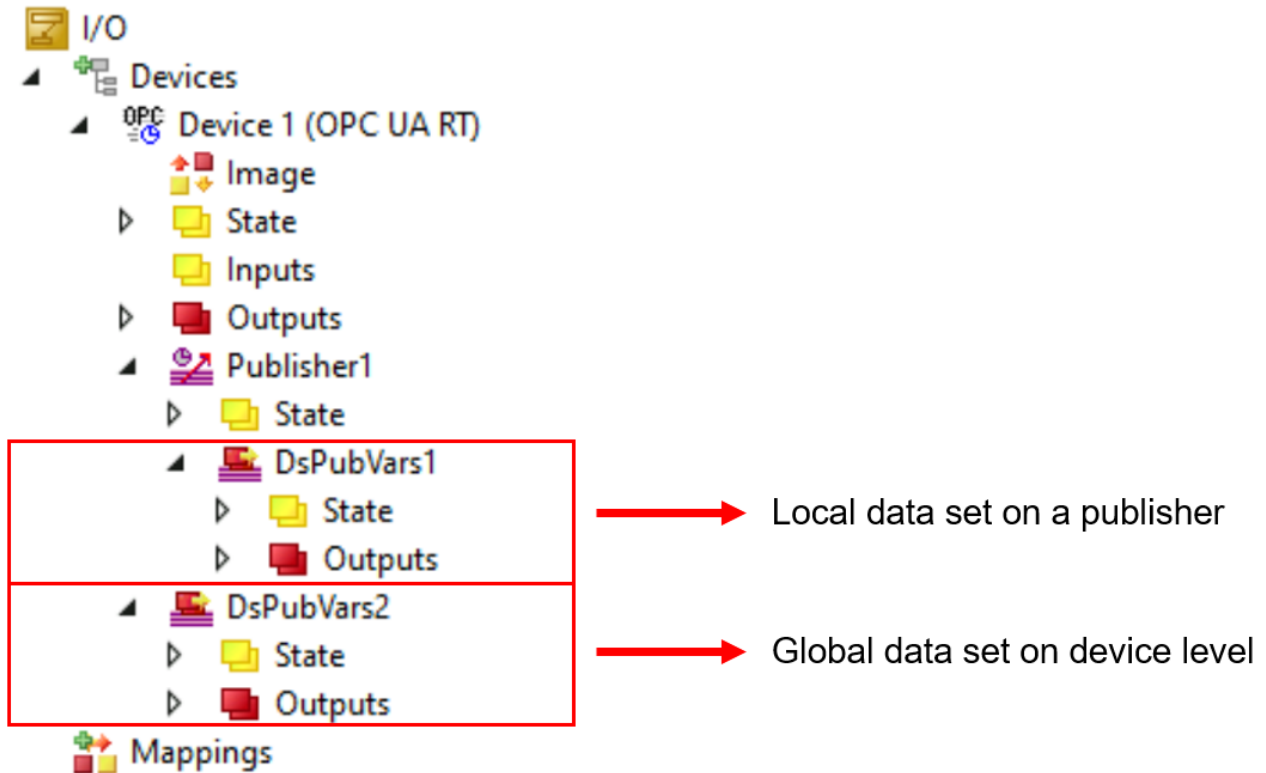 I/O
Devices
OPC Device 1 (OPC UA RT)
Image
State
Inputs
Outputs
Publisher1
State
DsPubVars1
State
Local data set on a publisher
Outputs
DsPubVars2
State
Global data set on device level
Outputs
Mappings